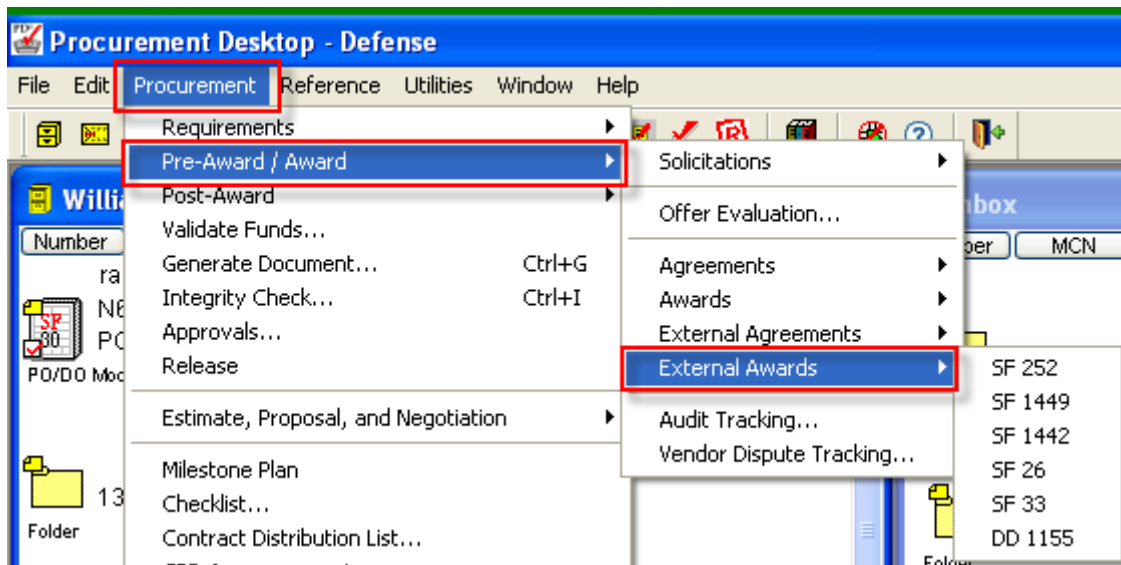 Procurement Desktop - Defense
File Edit Procurement Reference Utilities Window Help
Requirements
Pre-Award / Award
Post-Award
Validate Funds...
Generate Document... Ctrl+G
Integrity Check... Ctrl+I
Approvals...
Release
Estimate, Proposal, and Negotiation
Milestone Plan
Checklist...
Contract Distribution List...
Solicitations
Offer Evaluation...
Agreements
Awards
External Agreements
External Awards
Audit Tracking...
Vendor Dispute Tracking...
SF 252
SF 1449
SF 1442
SF 26
SF 33
DD 1155
Willi
Number
ra
SF
30
PO/DO Mod
13
Folder
nbox
ber MCN